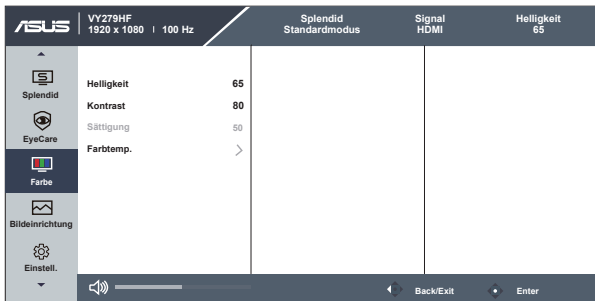 ASUS
VY279HF
1920 x 1080 | 100 Hz
Splendid
Standardmodus
Signal
HDMI
Helligkeit
65
Splendid
EyeCare
Farbe
Bildeinrichtung
Einstell.
Helligkeit 65
Kontrast 80
Sättigung 50
Farbtemp.
Back/Exit
Enter